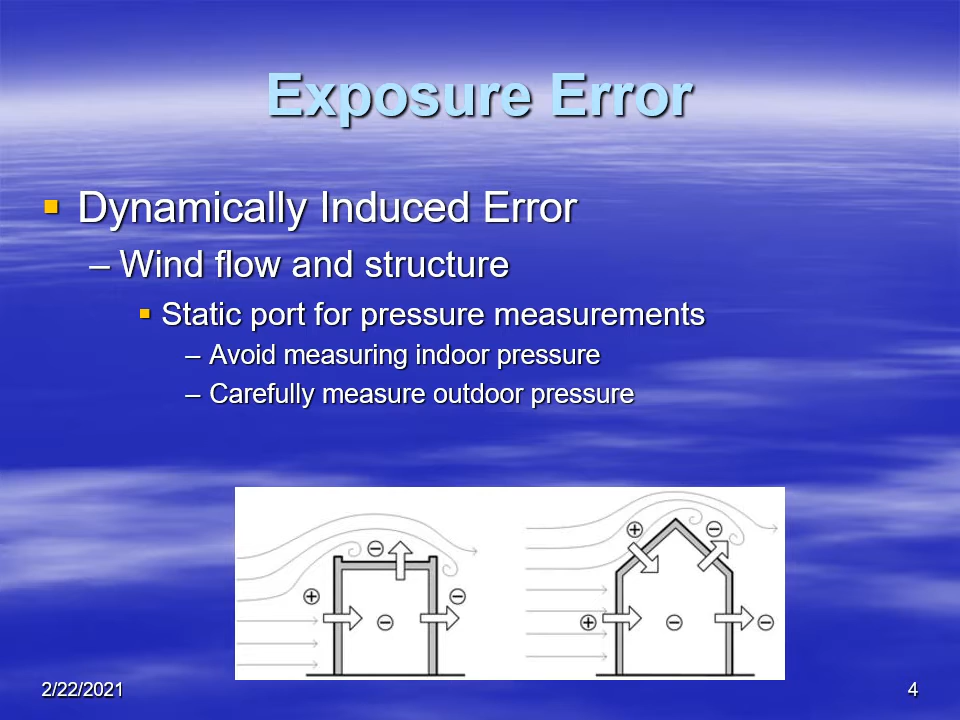 Exposure Error
▪ Dynamically Induced Error
– Wind flow and structure
▪ Static port for pressure measurements
– Avoid measuring indoor pressure
– Carefully measure outdoor pressure
2/22/2021
4